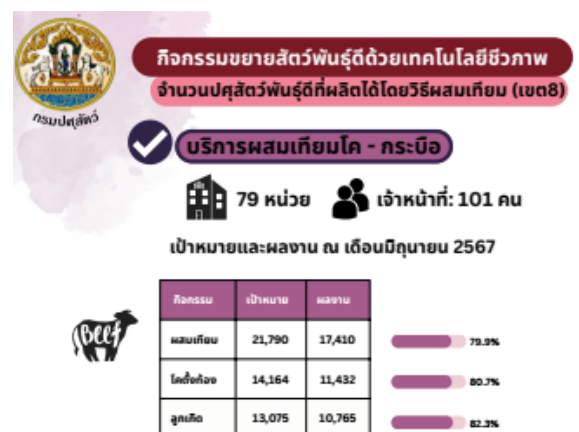 กิจกรรมขยายสัตว์พันธุ์ดีด้วยเทคโนโลยีชีวภาพ
จำนวนปศุสัตว์พันธุ์ดีที่ผลิตได้โดยวิธีผสมเทียม (เขต8)
กรมปศุสัตว์
บริการผสมเทียมโค - กระบือ
79 หน่วย เจ้าหน้าที่: 101 คน
เป้าหมายและผลงาน ณ เดือนมิถุนายน 2567
กิจกรรม เป้าหมาย ผลงาน
Beef
ผสมเทียม 21,790 17,410 79.9%
โคตั้งท้อง 14,164 11,432 80.7%
ลูกเกิด 13,075 10,765 82.3%